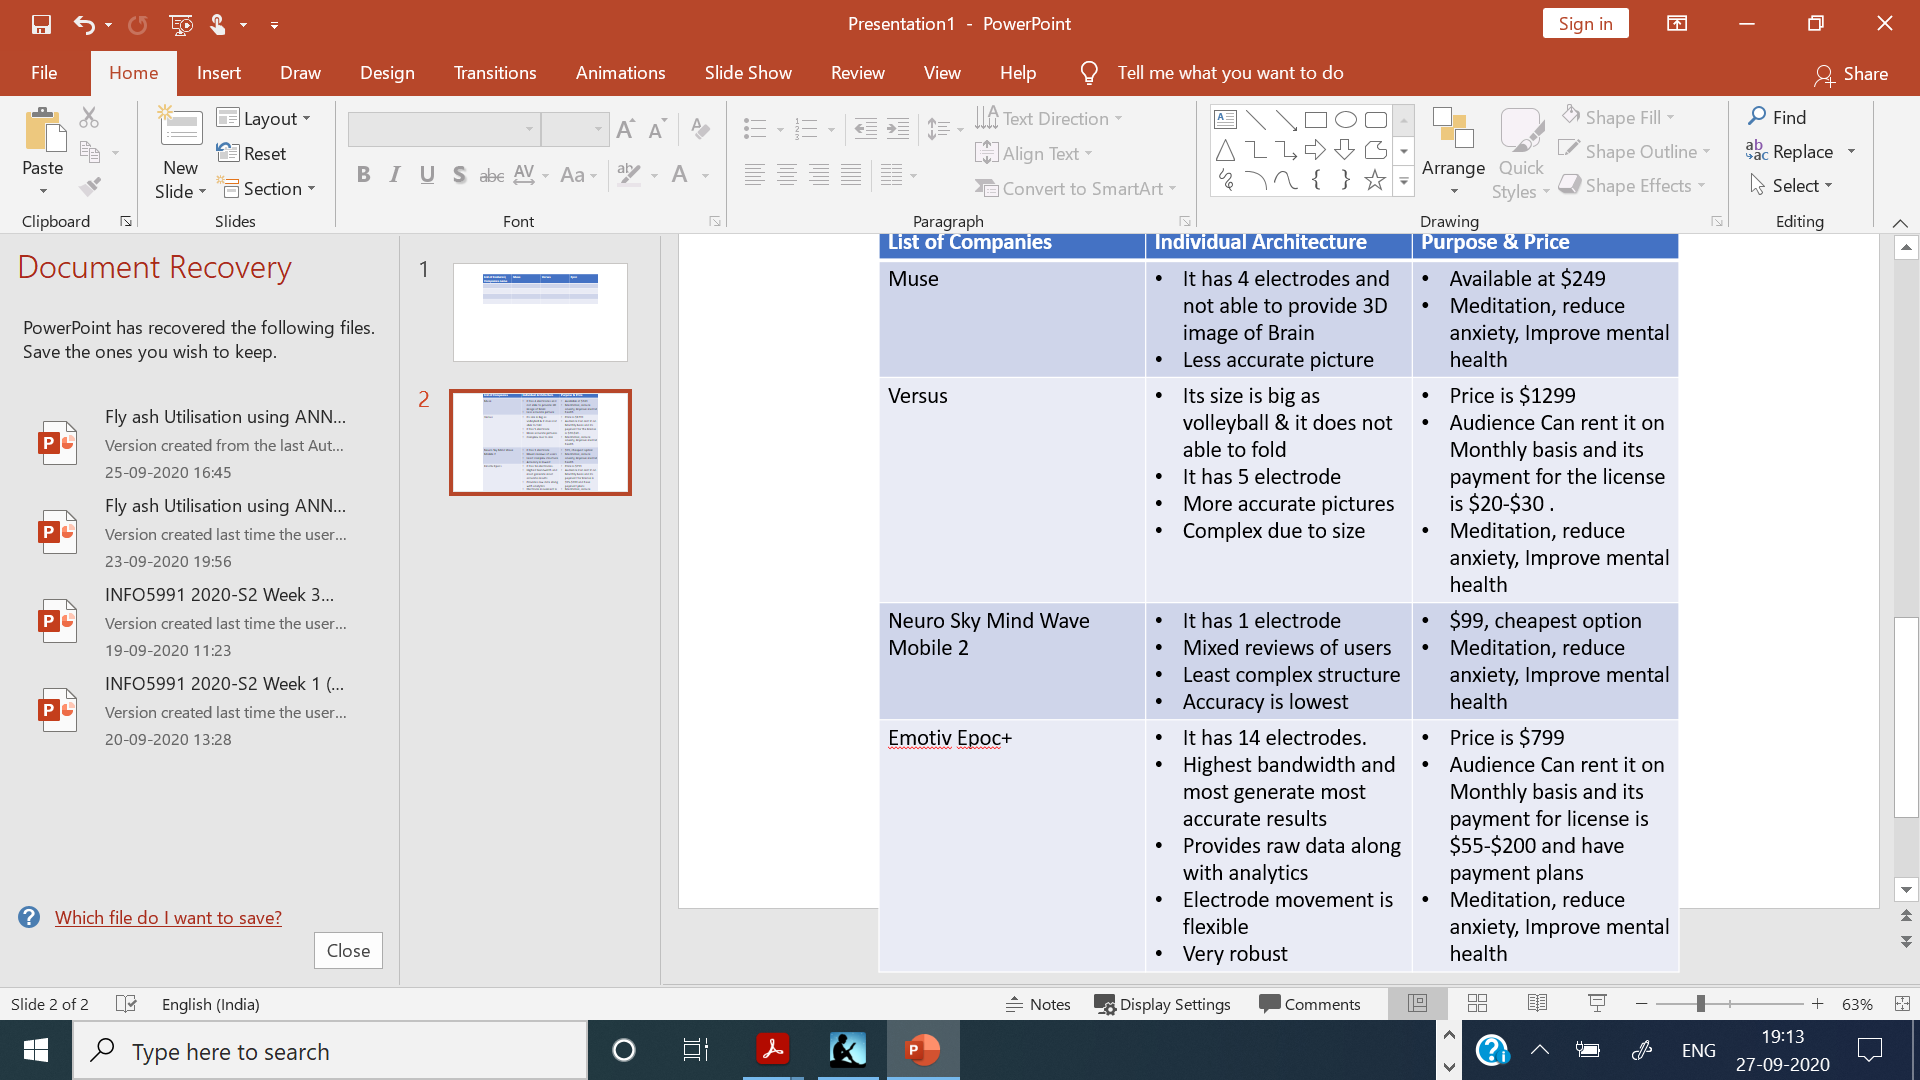 Presentation1 - PowerPoint
Sign in
File Home Insert Draw Design Transitions Animations Slide Show Review View Help Tell me what you want to do Share
Paste
Clipboard
New
Slide
Layout
Reset
Section
Slides
B I U S abc AV Aa A
Font
Text Direction
Align Text
Convert to SmartArt
Paragraph
Arrange
Quick
Styles
Shape Fill
Shape Outline
Shape Effects
Drawing
Find
Replace
Select
Editing
Document Recovery
PowerPoint has recovered the following files.
Save the ones you wish to keep.
Fly ash Utilisation using ANN...
Version created from the last Aut...
25-09-2020 16:45
Fly ash Utilisation using ANN...
Version created last time the user...
23-09-2020 19:56
INFO5991 2020-S2 Week 3...
Version created last time the user...
19-09-2020 11:23
INFO5991 2020-S2 Week 1 (...
Version created last time the user...
20-09-2020 13:28
Which file do I want to save?
Close
1
2
List of Companies
Individual Architecture
Purpose & Price
Muse
• It has 4 electrodes and
not able to provide 3D
image of Brain
• Less accurate picture
• Available at $249
• Meditation, reduce
anxiety, Improve mental
health
Versus
• Its size is big as
volleyball & it does not
able to fold
• It has 5 electrode
• More accurate pictures
• Complex due to size
• Price is $1299
• Audience Can rent it on
Monthly basis and its
payment for the license
is $20-$30 .
• Meditation, reduce
anxiety, Improve mental
health
Neuro Sky Mind Wave
Mobile 2
• It has 1 electrode
• Mixed reviews of users
• Least complex structure
• Accuracy is lowest
• $99, cheapest option
• Meditation, reduce
anxiety, Improve mental
health
Emotiv Epoc+
• It has 14 electrodes.
• Highest bandwidth and
most generate most
accurate results
• Provides raw data along
with analytics
• Electrode movement is
flexible
• Very robust
• Price is $799
• Audience Can rent it on
Monthly basis and its
payment for license is
$55-$200 and have
payment plans
• Meditation, reduce
anxiety, Improve mental
health
Slide 2 of 2
English (India)
Notes
Display Settings
Comments
63%
Type here to search
ENG
19:13
27-09-2020